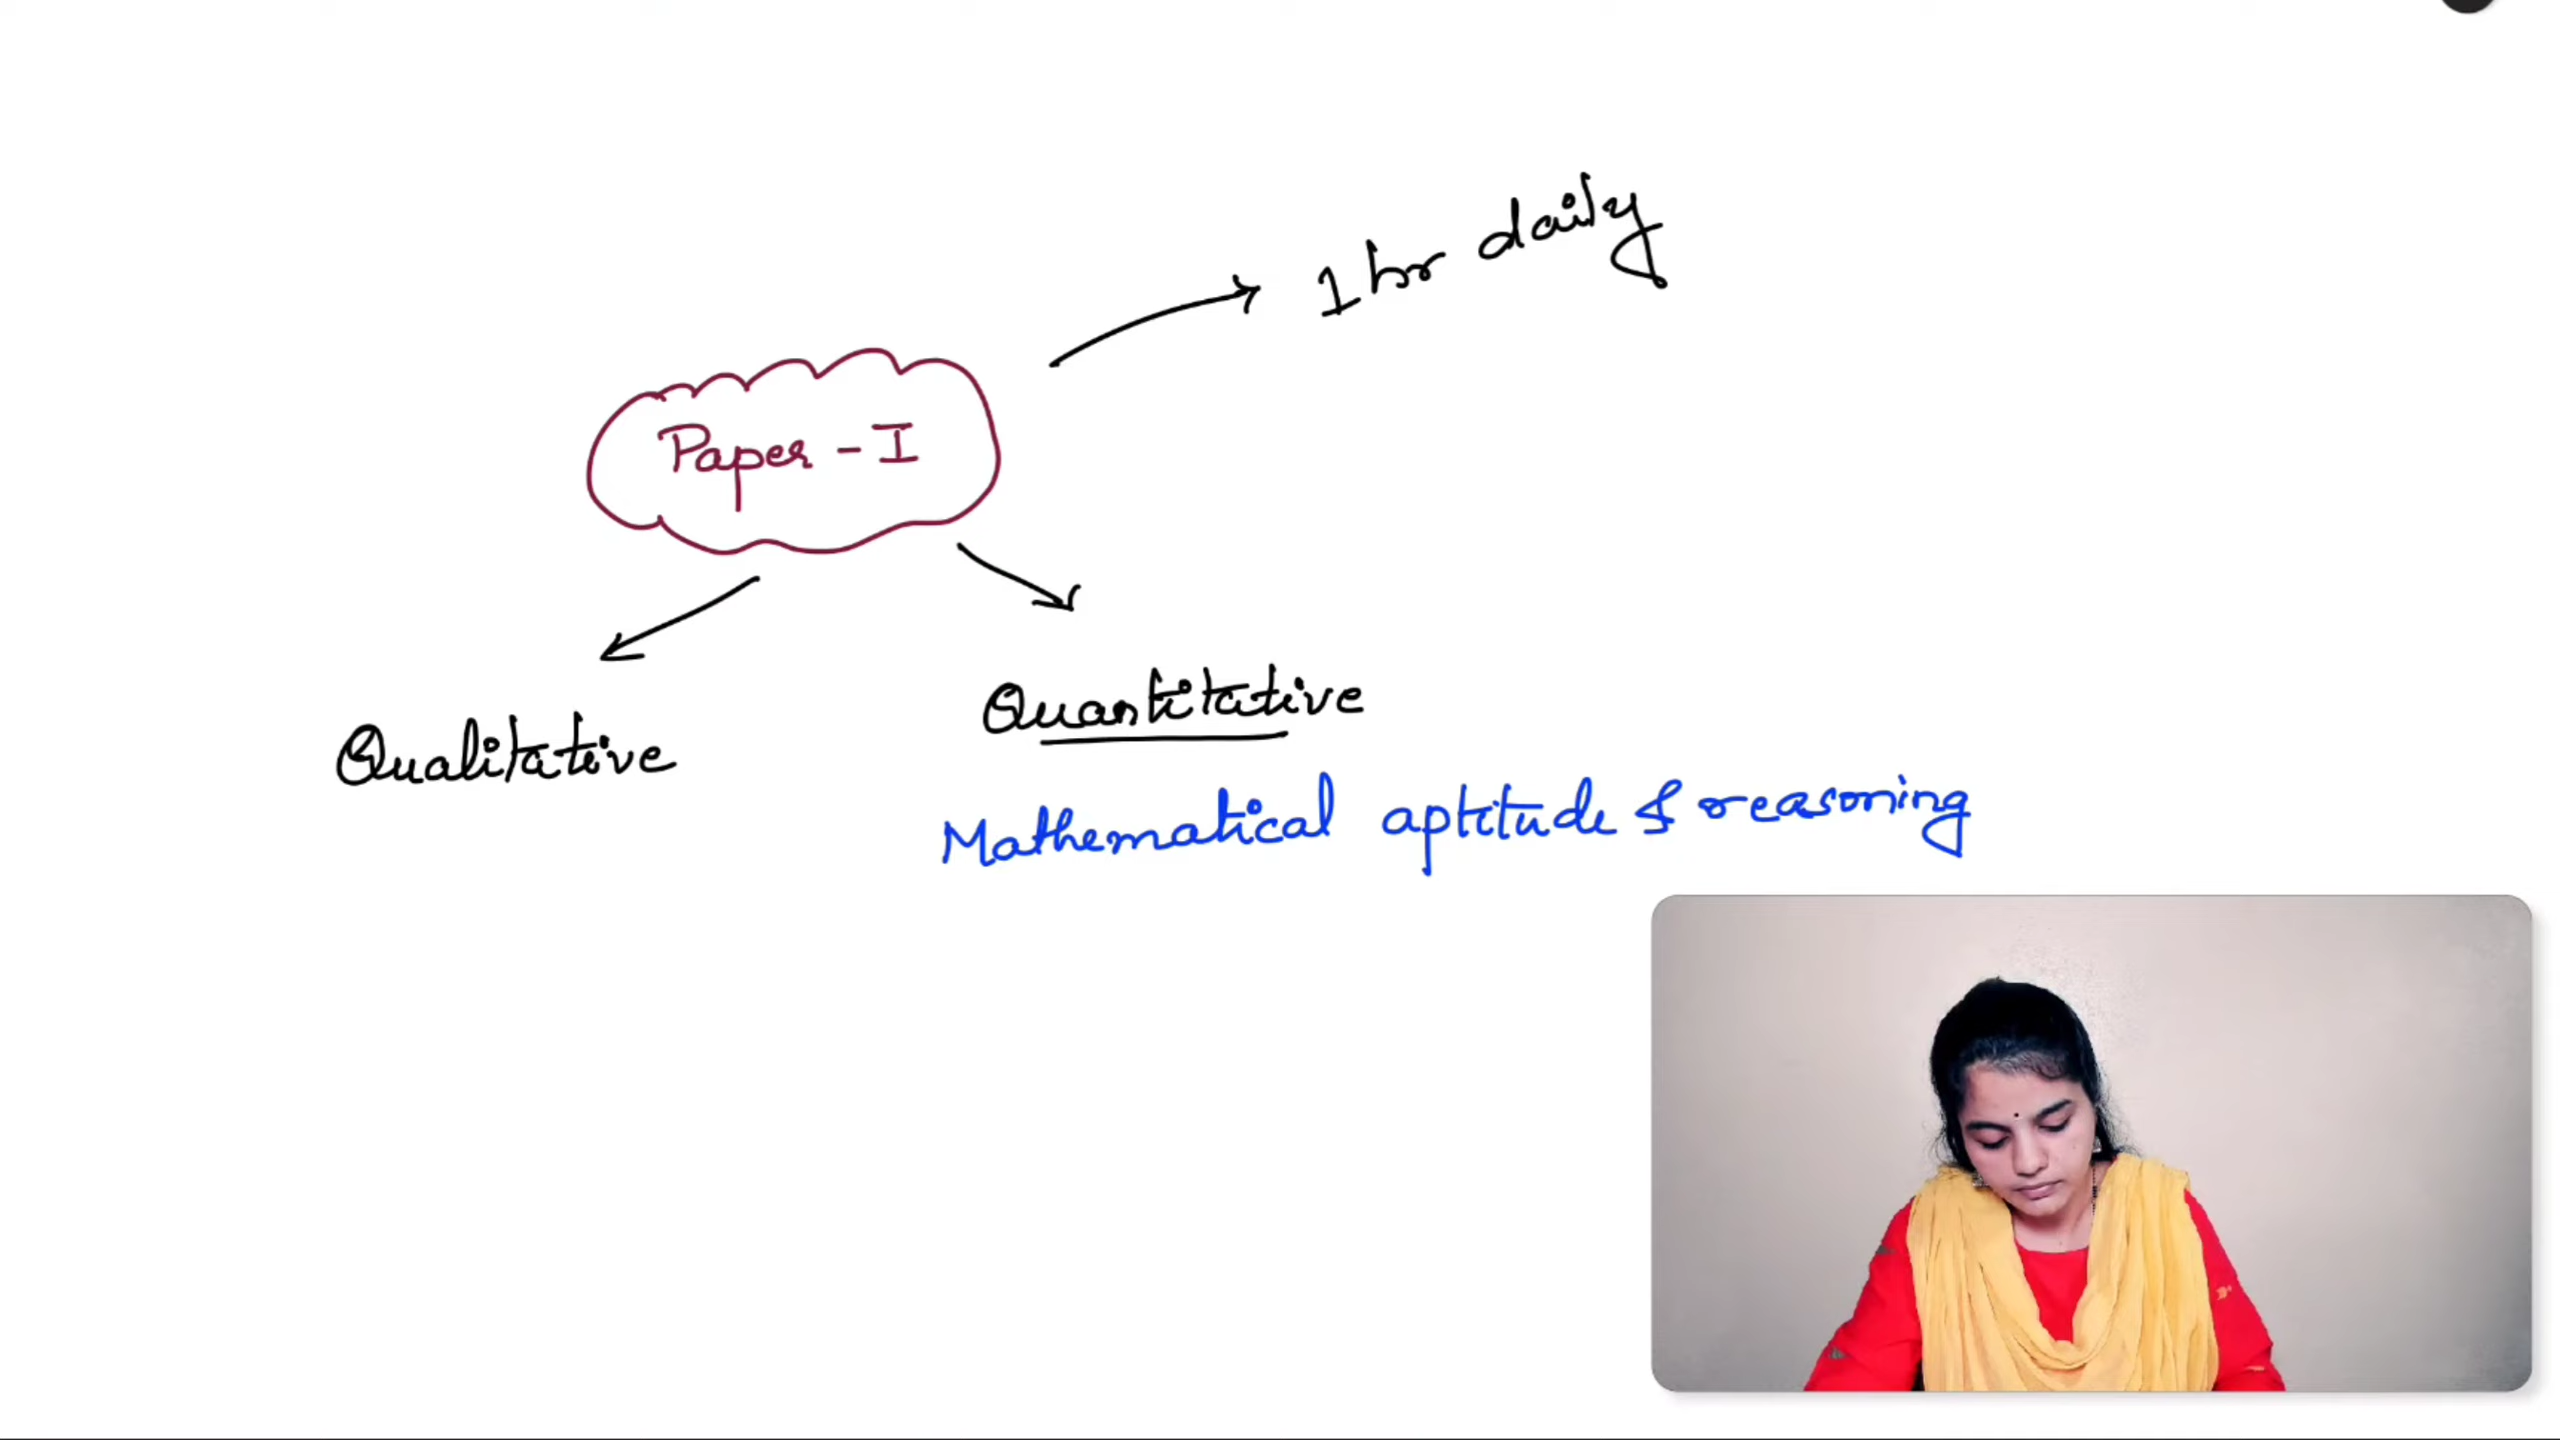 1 hr daily
Paper - I
Quantitative
Qualitative
Mathematical aptitude & reasoning